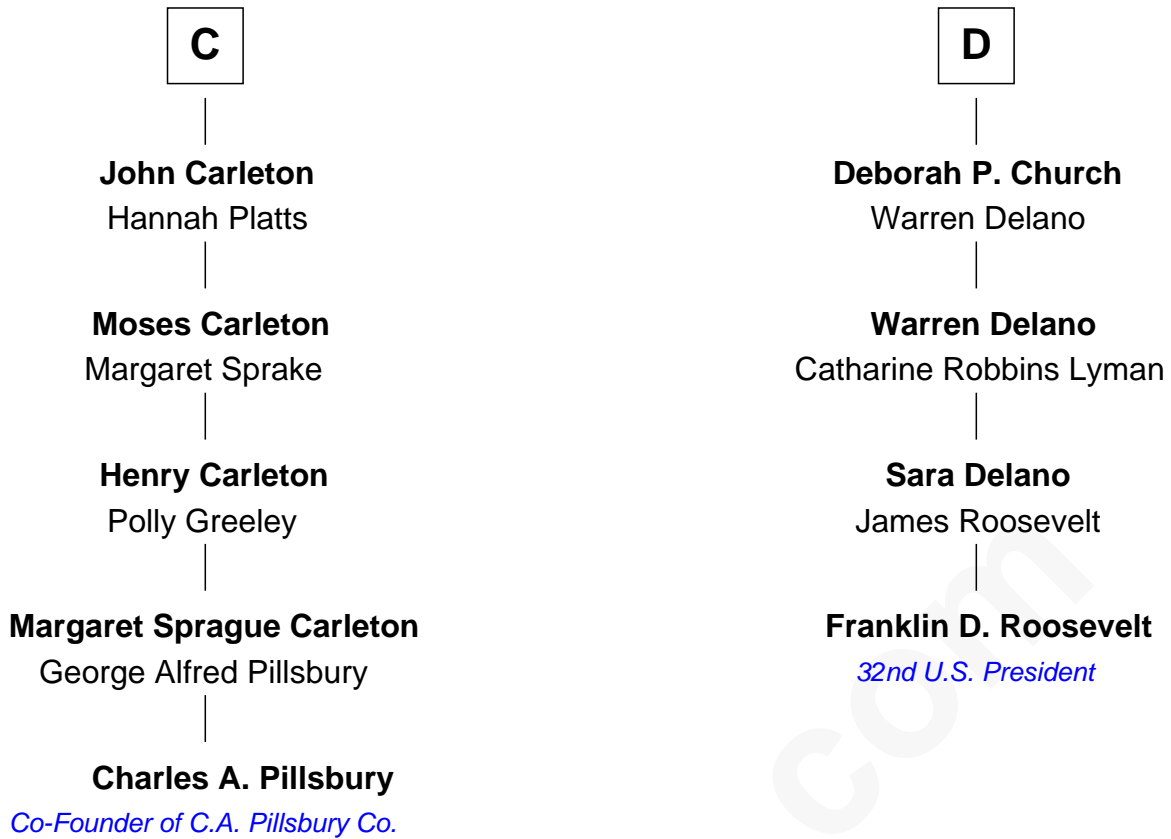 C
John Carleton
Hannah Platts
Moses Carleton
Margaret Sprake
Henry Carleton
Polly Greeley
Margaret Sprague Carleton
George Alfred Pillsbury
Charles A. Pillsbury
Co-Founder of C.A. Pillsbury Co.
D
Deborah P. Church
Warren Delano
Warren Delano
Catharine Robbins Lyman
Sara Delano
James Roosevelt
Franklin D. Roosevelt
32nd U.S. President
com